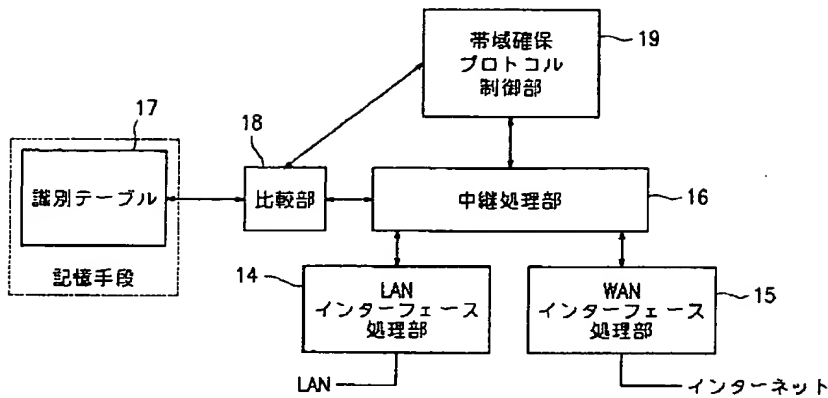 帯域確保
プロトコル
制御部
19
17
18
識別テーブル
比較部
中継処理部
16
記憶手段
14
LAN
インターフェース
処理部
WAN
インターフェース
処理部
15
LAN
インターネット